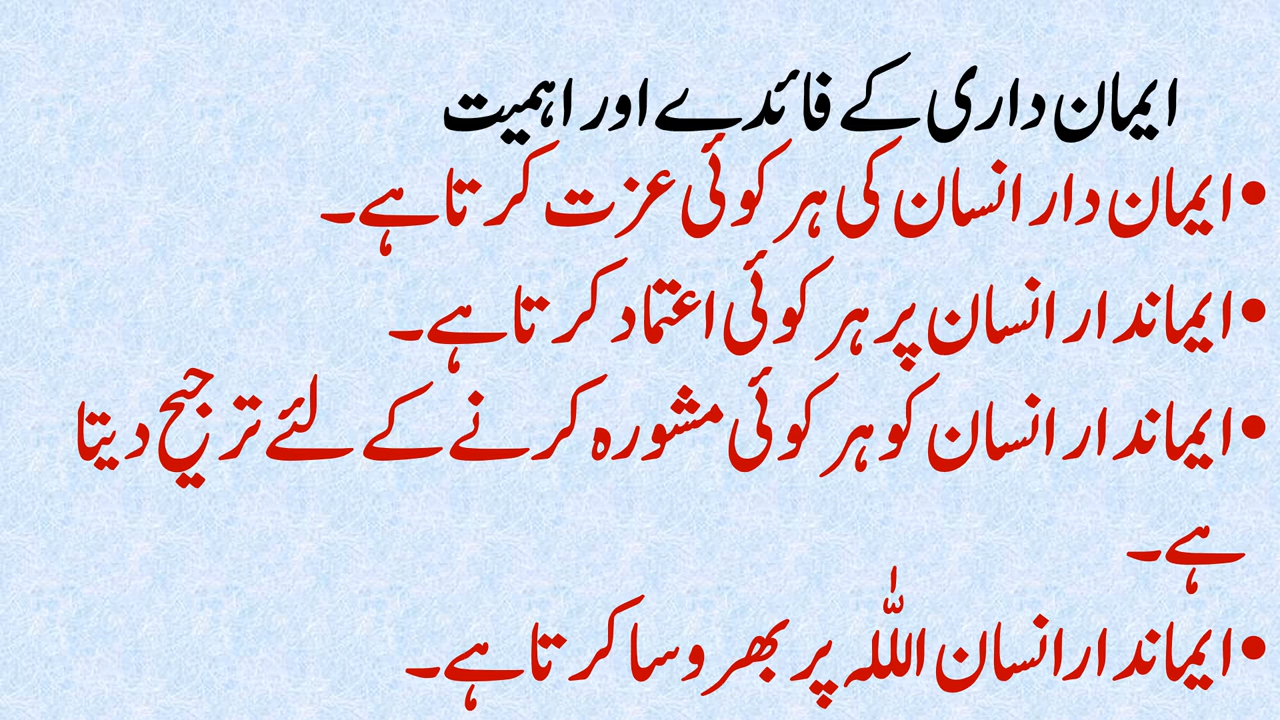 ایمان داری کے فائدے اور اہمیت
•ایمان دار انسان کی ہر کوئی عزت کرتا ہے۔
•ایماندار انسان پر ہر کوئی اعتماد کرتا ہے۔
•ایماندار انسان کو ہر کوئی مشورہ کرنے کے لئے ترجیح دیتا
ہے۔
•ایماندار انسان اللہ پر بھروسا کرتا ہے۔